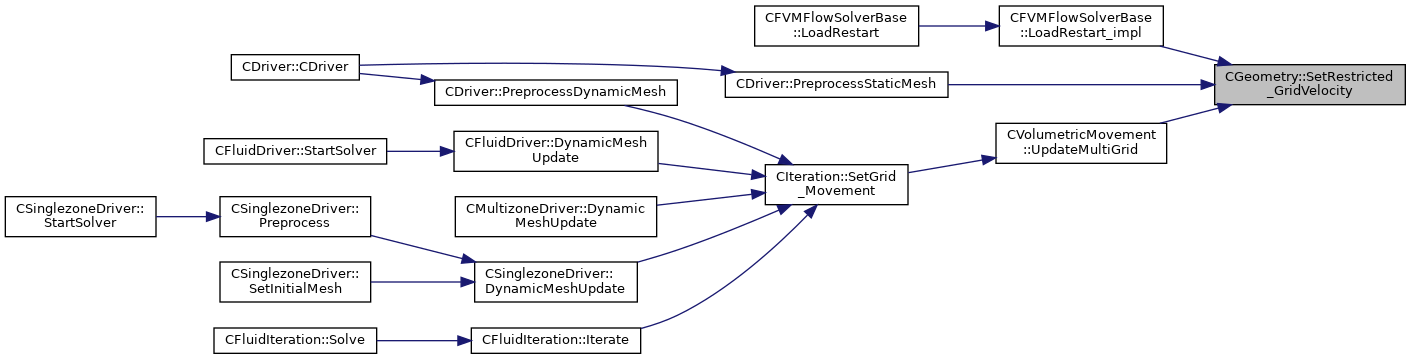 CFVMFlowSolverBase
::LoadRestart
CFVMFlowSolverBase
::LoadRestart_impl
CDriver::CDriver
CDriver::PreprocessStaticMesh
CGeometry::SetRestricted
_GridVelocity
CDriver::PreprocessDynamicMesh
CFluidDriver::StartSolver
CFluidDriver::DynamicMesh
Update
CVolumetricMovement
::UpdateMultiGrid
CIteration::SetGrid
_Movement
CSinglezoneDriver::
StartSolver
CSinglezoneDriver::
Preprocess
CMultizoneDriver::Dynamic
MeshUpdate
CSinglezoneDriver::
SetInitialMesh
CSinglezoneDriver::
DynamicMeshUpdate
CFluidIteration::Solve
CFluidIteration::Iterate